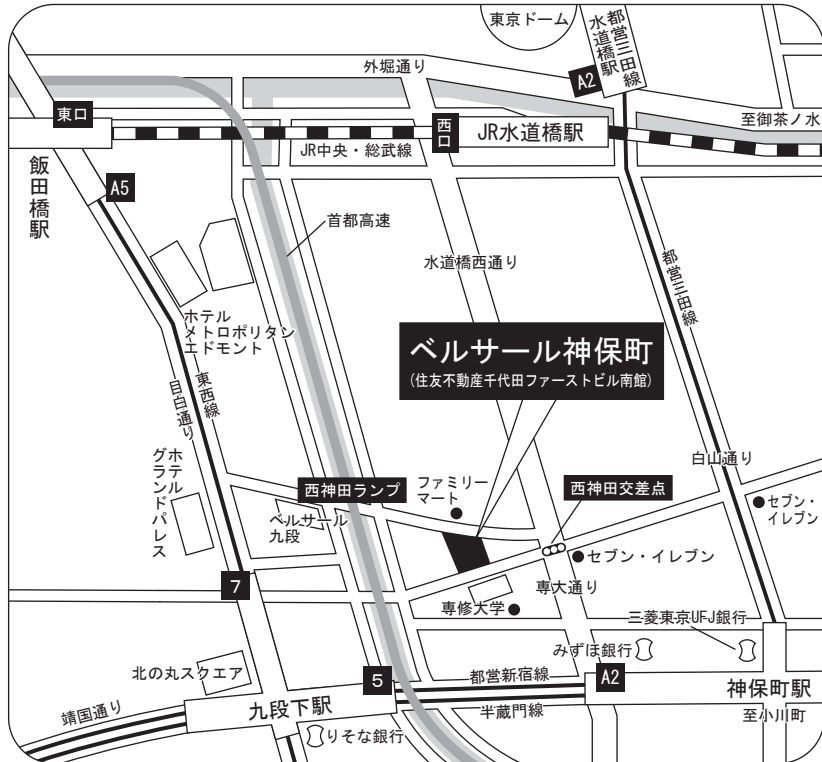 東京ドーム
都営三田線
水道橋駅
外堀通り
A2
東口
西口
JR水道橋駅
至御茶ノ水
JR中央・総武線
飯田橋駅
A5
首都高速
水道橋西通り
都営三田線
ホテル
メトロポリタン
エドモント
ベルサール神保町
(住友不動産千代田ファーストビル南館)
東西線
目白通り
白山通り
ホテル
グランドパレス
西神田ランプ
ファミリー
マート
西神田交差点
セブン・
イレブン
ベルサール
九段
セブン・イレブン
7
専大通り
専修大学
三菱東京UFJ銀行
みずほ銀行
北の丸スクエア
5
都営新宿線
A2
神保町駅
靖国通り
九段下駅
半蔵門線
至小川町
りそな銀行